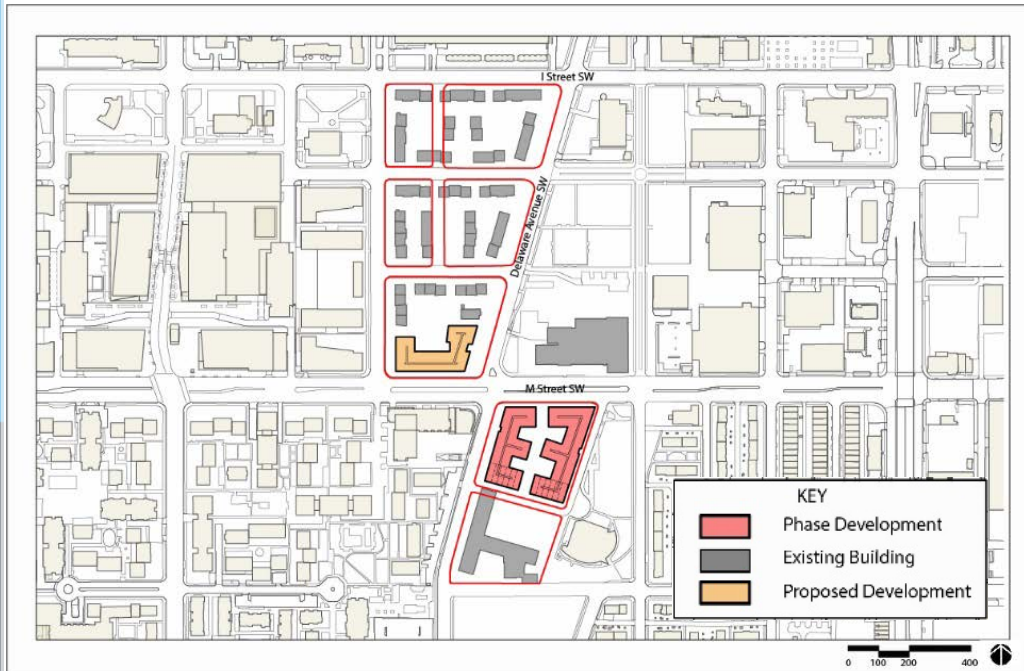 I Street SW
Delaware Avenue SW
M Street SW
KEY
Phase Development
Existing Building
Proposed Development
0 100 200 400